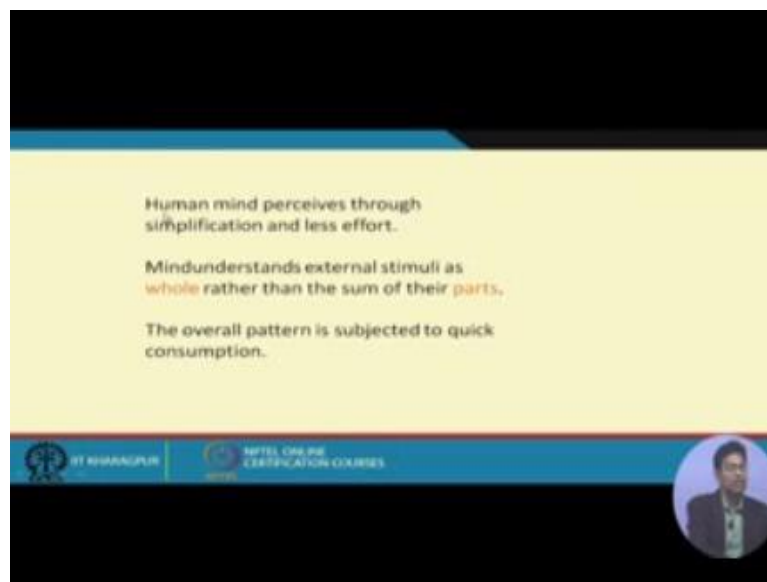 Human mind perceives through
simplification and less effort.
Mindunderstands external stimuli as
whole rather than the sum of their parts.
The overall pattern is subjected to quick
consumption.
IIT KHARAGPUR
NPTEL ONLINE
CERTIFICATION COURSES
NPTEL